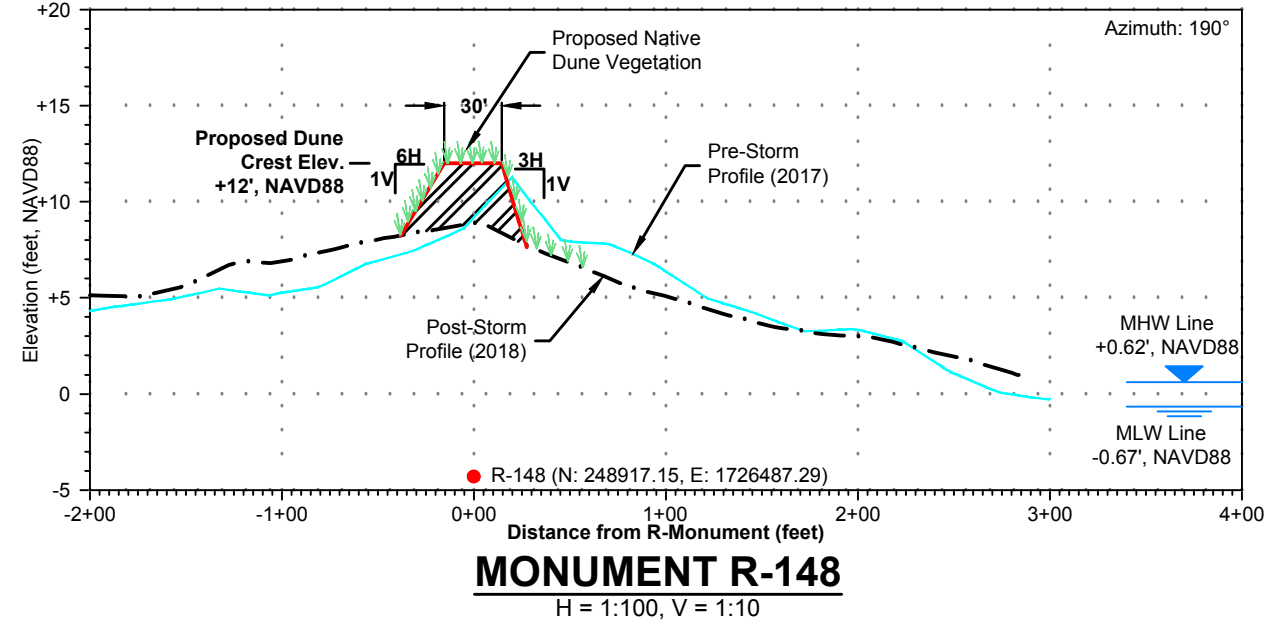 +20
Azimuth: 190°
Proposed Native
Dune Vegetation
+15
30'
Proposed Dune
Crest Elev.
+12', NAVD88
6H
1V
3H
1V
Pre-Storm
Profile (2017)
+10
Elevation (feet, NAVD88)
+5
Post-Storm
Profile (2018)
MHW Line
+0.62', NAVD88
0
MLW Line
-0.67', NAVD88
R-148 (N: 248917.15, E: 1726487.29)
-5
-2+00
-1+00
0+00
1+00
2+00
3+00
4+00
Distance from R-Monument (feet)
MONUMENT R-148
H = 1:100, V = 1:10